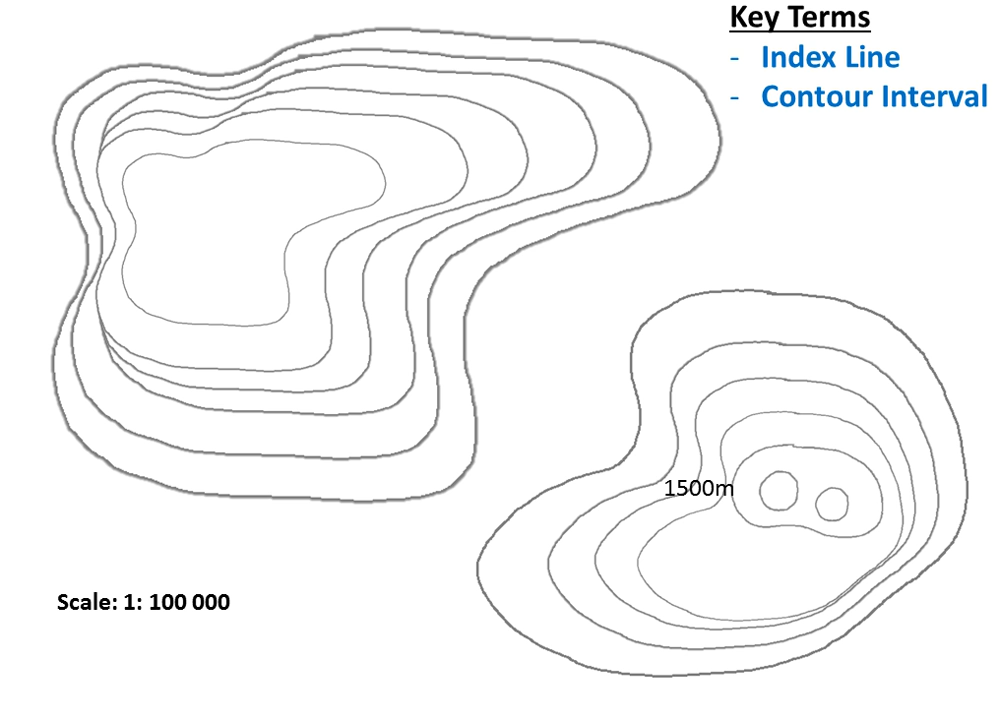 Key Terms
- Index Line
- Contour Interval
1500m
Scale: 1: 100 000